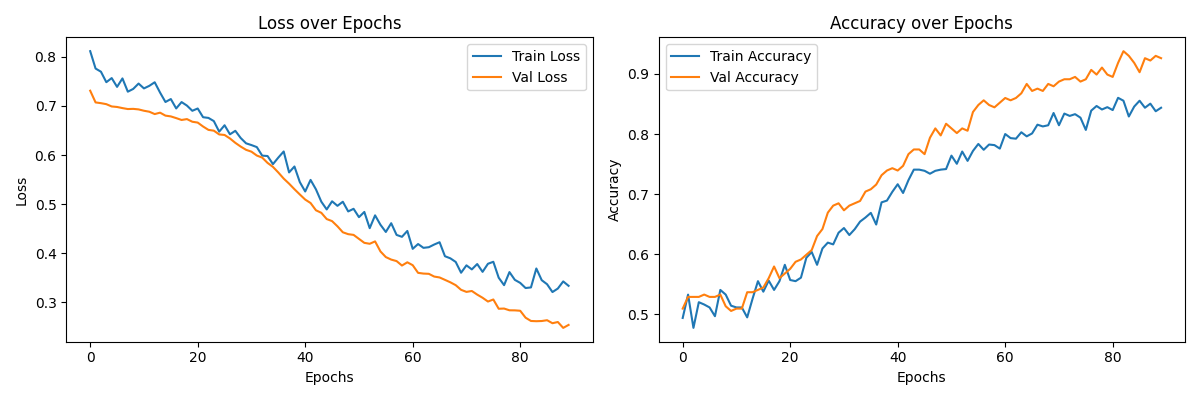 Loss over Epochs
Train Loss
Val Loss
0.8
0.7
0.6
0.5
0.4
0.3
Loss
0 20 40 60 80
Epochs
Accuracy over Epochs
Train Accuracy
Val Accuracy
0.9
0.8
0.7
0.6
0.5
Accuracy
0 20 40 60 80
Epochs